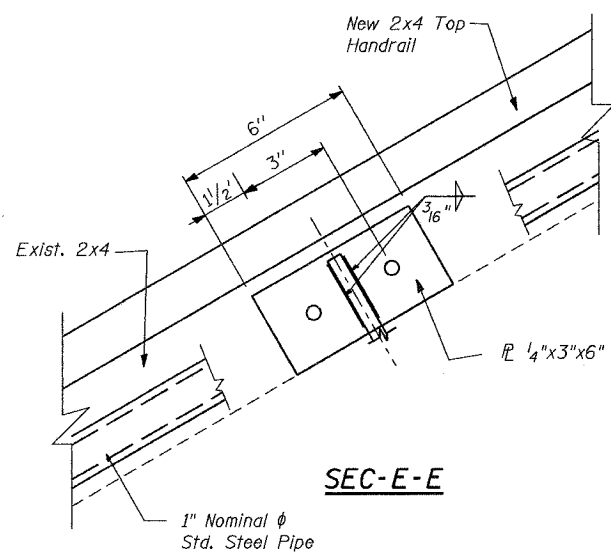 New 2x4 Top
Handrail
6"
3"
1 1/2"
3/16"
Exist. 2x4
PL 1/4"x3"x6"
SEC-E-E
1" Nominal ϕ
Std. Steel Pipe